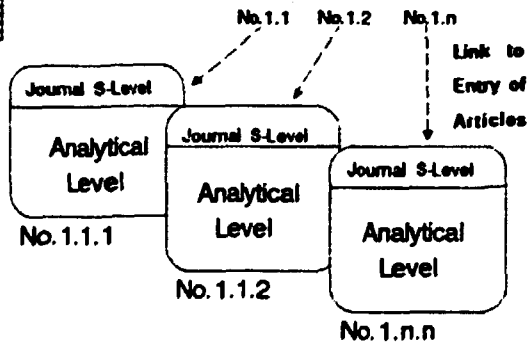 No.1.1 No.1.2 No.1.n
Link to
Entry of
Articles
Journal S-Level
Analytical
Level
No.1.1.1
Journal S-Level
Analytical
Level
No.1.1.2
Journal S-Level
Analytical
Level
No.1.n.n